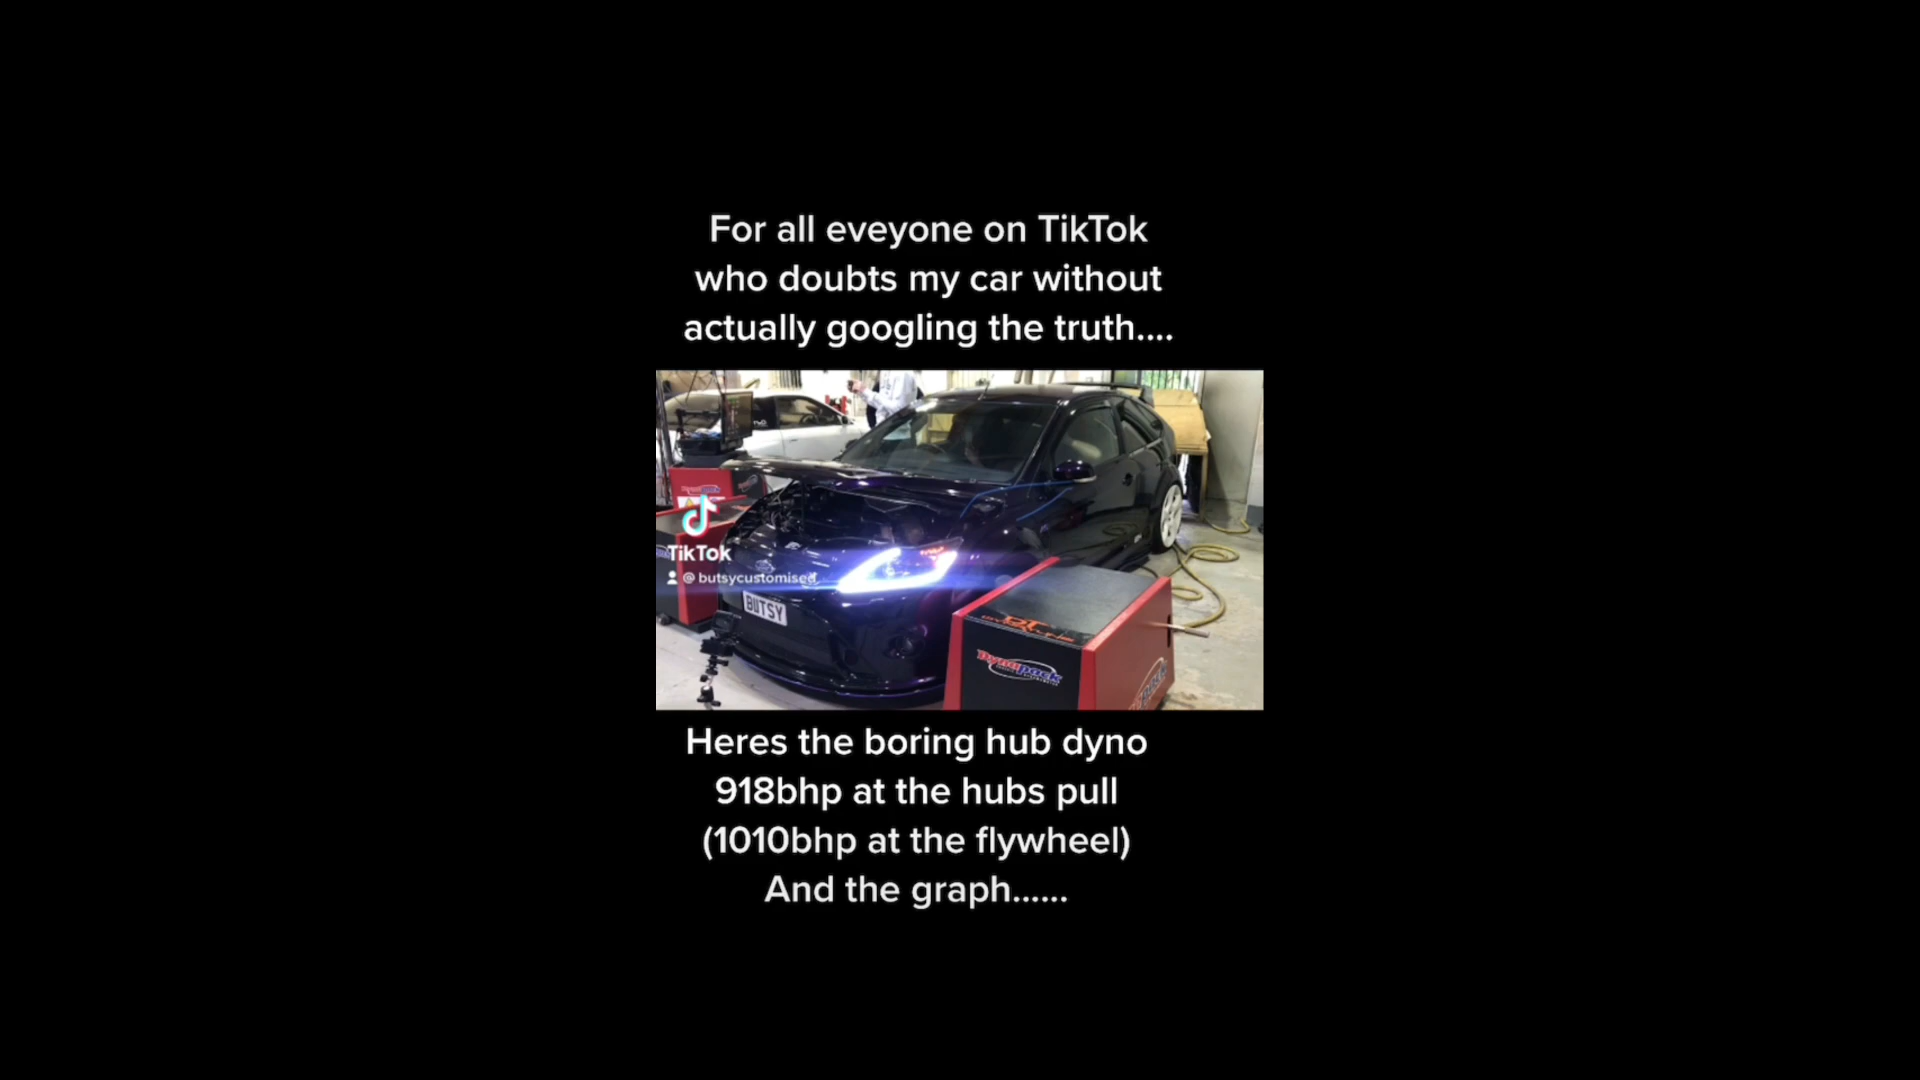 For all eveyone on TikTok
who doubts my car without
actually googling the truth....
TikTok
@ butsycustomised
BUTSY
Dynapack
Heres the boring hub dyno
918bhp at the hubs pull
(1010bhp at the flywheel)
And the graph......